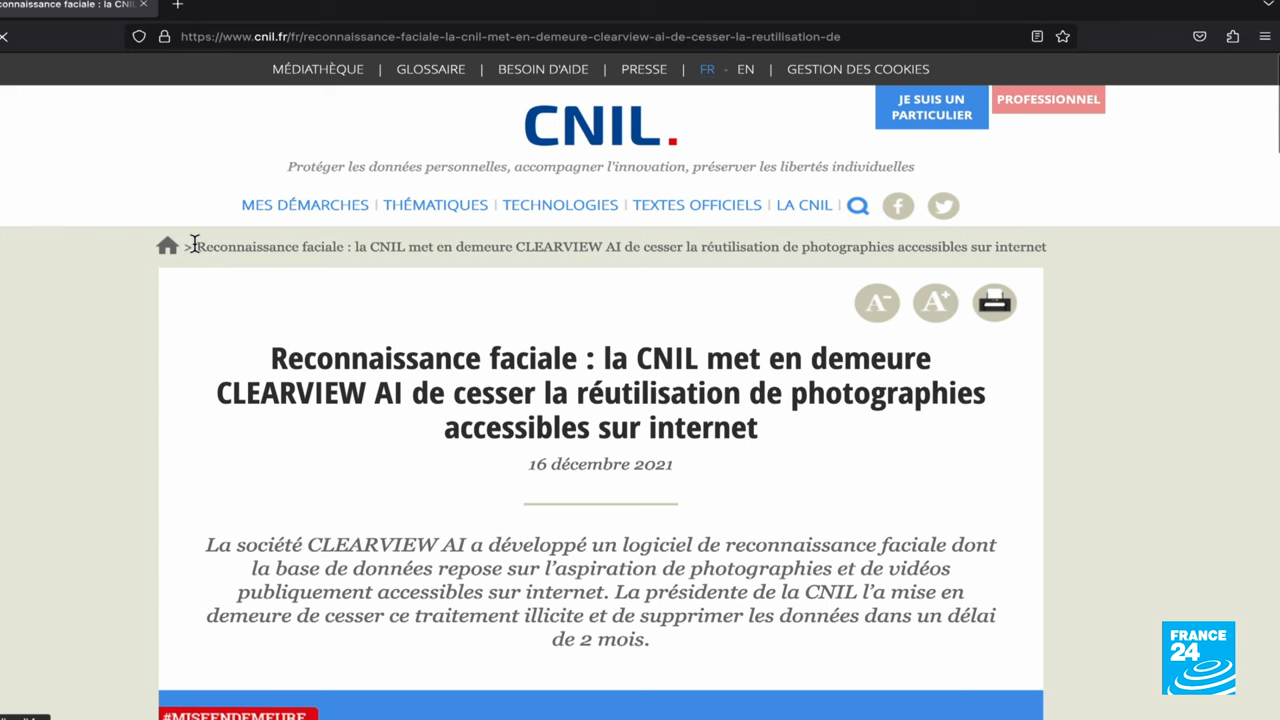 connaissance faciale : la CNIL
https://www.cnil.fr/fr/reconnaissance-faciale-la-cnil-met-en-demeure-clearview-ai-de-cesser-la-reutilisation-de
MÉDIATHÈQUE | GLOSSAIRE | BESOIN D'AIDE | PRESSE | FR - EN | GESTION DES COOKIES
JE SUIS UN
PARTICULIER
PROFESSIONNEL
CNIL.
Protéger les données personnelles, accompagner l'innovation, préserver les libertés individuelles
MES DÉMARCHES | THÉMATIQUES | TECHNOLOGIES | TEXTES OFFICIELS | LA CNIL
> Reconnaissance faciale : la CNIL met en demeure CLEARVIEW AI de cesser la réutilisation de photographies accessibles sur internet
A- A+
Reconnaissance faciale : la CNIL met en demeure
CLEARVIEW AI de cesser la réutilisation de photographies
accessibles sur internet
16 décembre 2021
La société CLEARVIEW AI a développé un logiciel de reconnaissance faciale dont
la base de données repose sur l'aspiration de photographies et de vidéos
publiquement accessibles sur internet. La présidente de la CNIL l'a mise en
demeure de cesser ce traitement illicite et de supprimer les données dans un délai
de 2 mois.
#MISEENDEMEURE
FRANCE
24